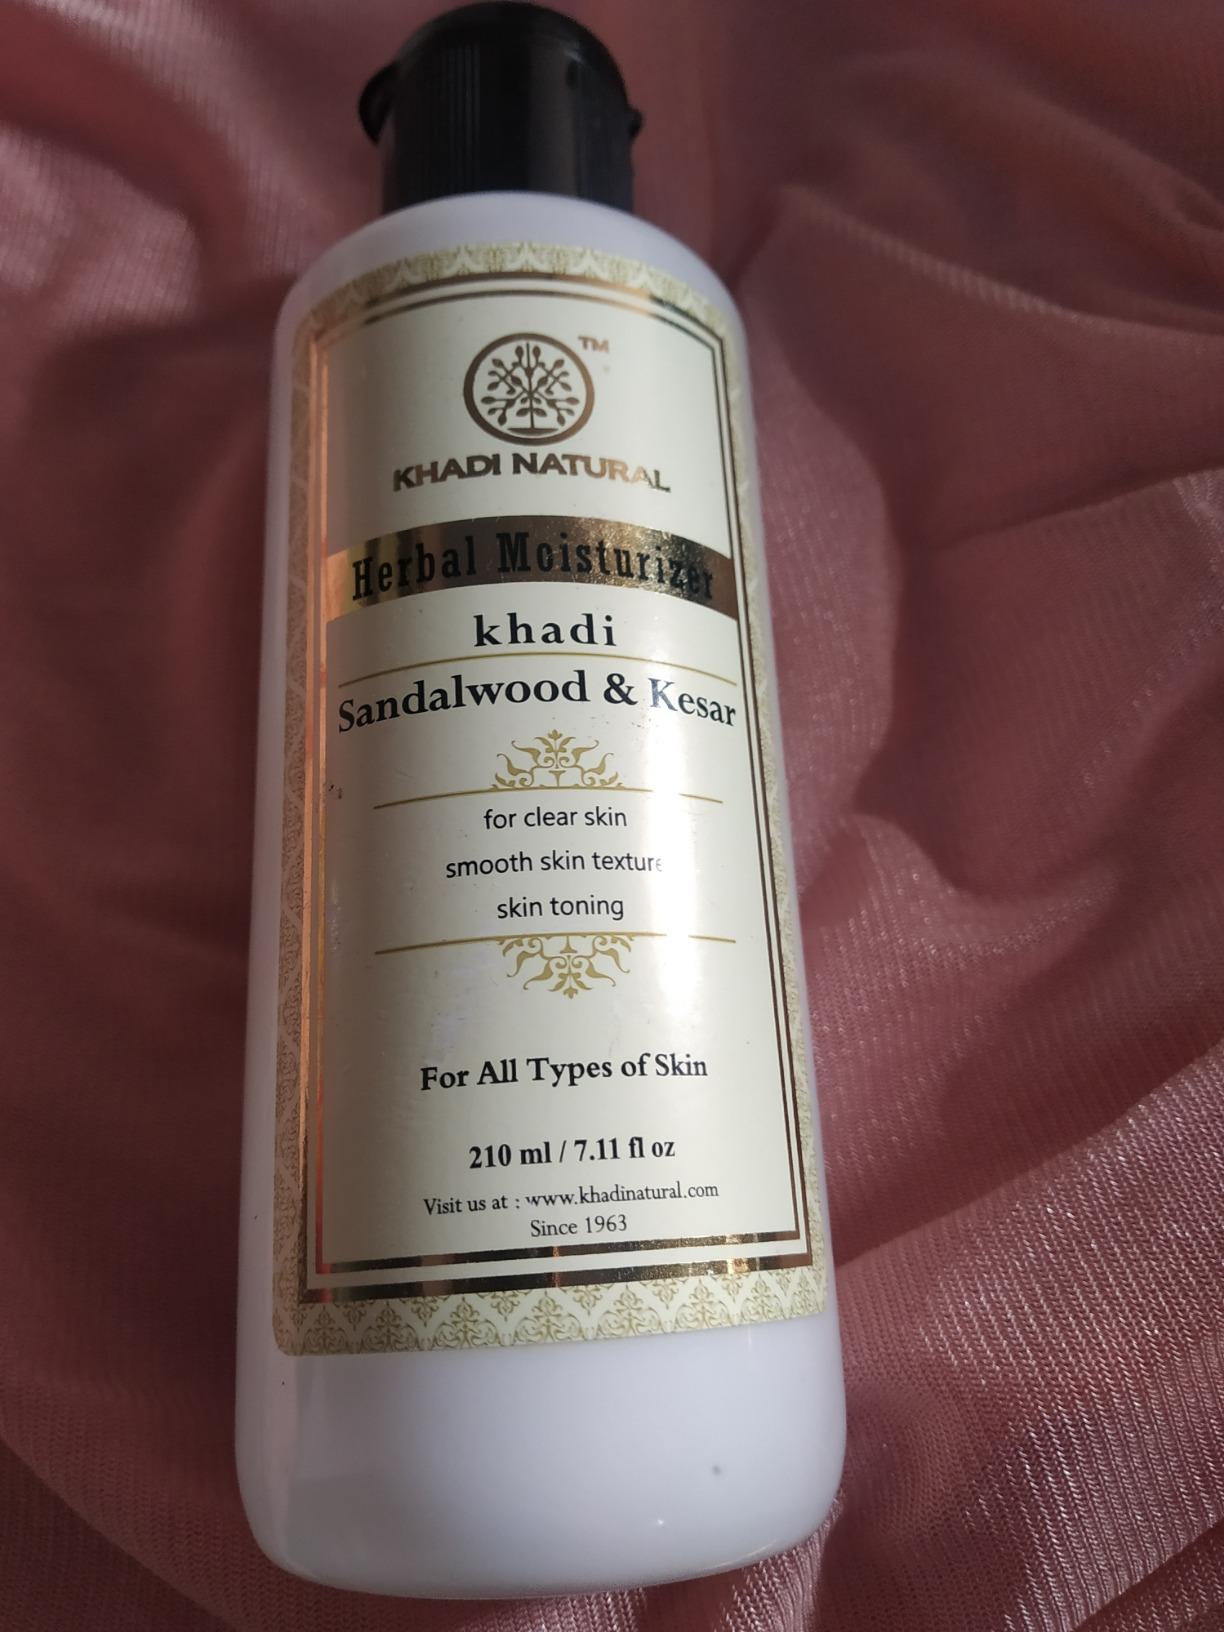 TM
KHADI NATURAL
Herbal Moisturizer
khadi
Sandalwood & Kesar
for clear skin
smooth skin texture
skin toning
For All Types of Skin
210 ml / 7.11 fl oz
Visit us at : www.khadinatural.com
Since 1963